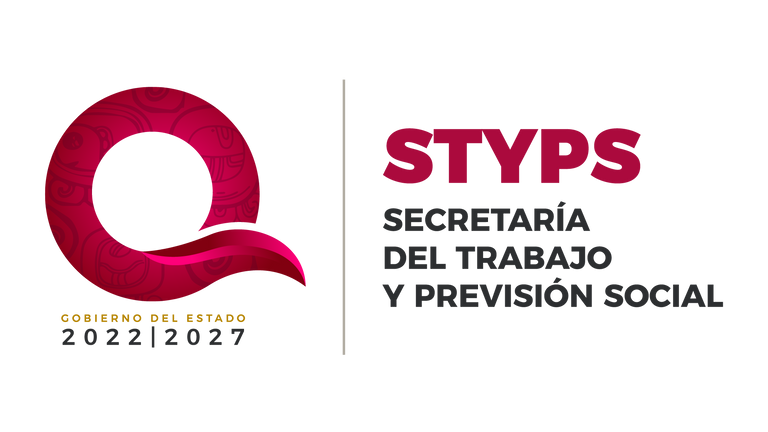 GOBIERNO DEL ESTADO
2022|2027
STYPS
SECRETARÍA
DEL TRABAJO
Y PREVISIÓN SOCIAL